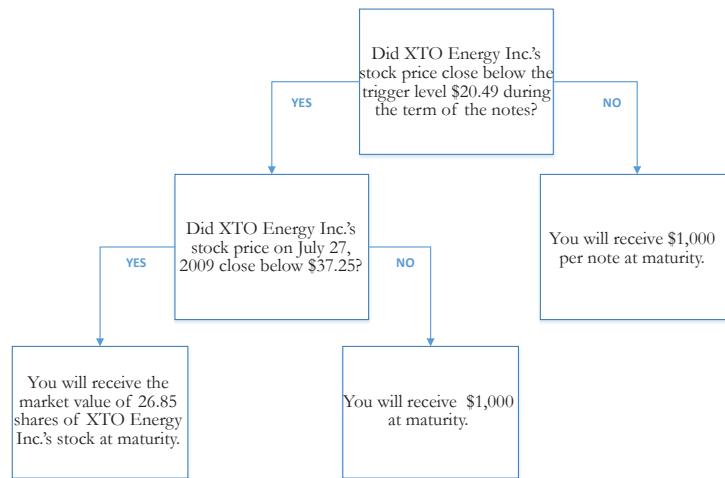 Did XTO Energy Inc.'s
stock price close below the
trigger level $20.49 during
the term of the notes?
YES
NO
Did XTO Energy Inc.'s
stock price on July 27,
2009 close below $37.25?
You will receive $1,000
per note at maturity.
YES
NO
You will receive the
market value of 26.85
shares of XTO Energy
Inc.'s stock at maturity.
You will receive $1,000
at maturity.